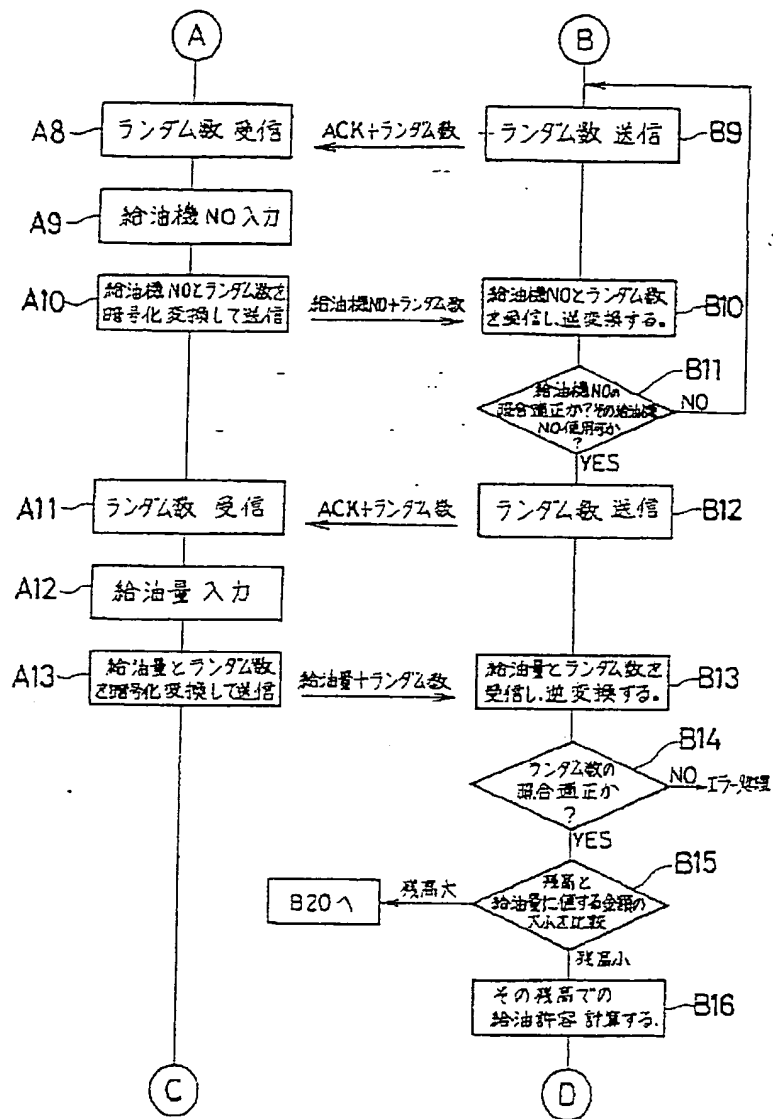 A
B
A8
ランダム数 受信
ACK+ランダム数
ランダム数 送信
B9
A9
給油機NO入力
A10
給油機NOとランダム数を
暗号化変換して送信
給油機NO+ランダム数
給油機NOとランダム数
を受信し、逆変換する。
B10
B11
給油機NOの
照合適正か?その給油機
NO使用可か
?
NO
YES
A11
ランダム数 受信
ACK+ランダム数
ランダム数 送信
B12
A12
給油量 入力
A13
給油量とランダム数
を暗号化変換して送信
給油量+ランダム数
給油量とランダム数を
受信し、逆変換する。
B13
B14
ランダム数の
照合適正か
?
NO
エラー処理
YES
B15
残高と
給油量に値する金額の
大小を比較
残高大
B20へ
残高小
その残高での
給油許容 計算する.
B16
C
D